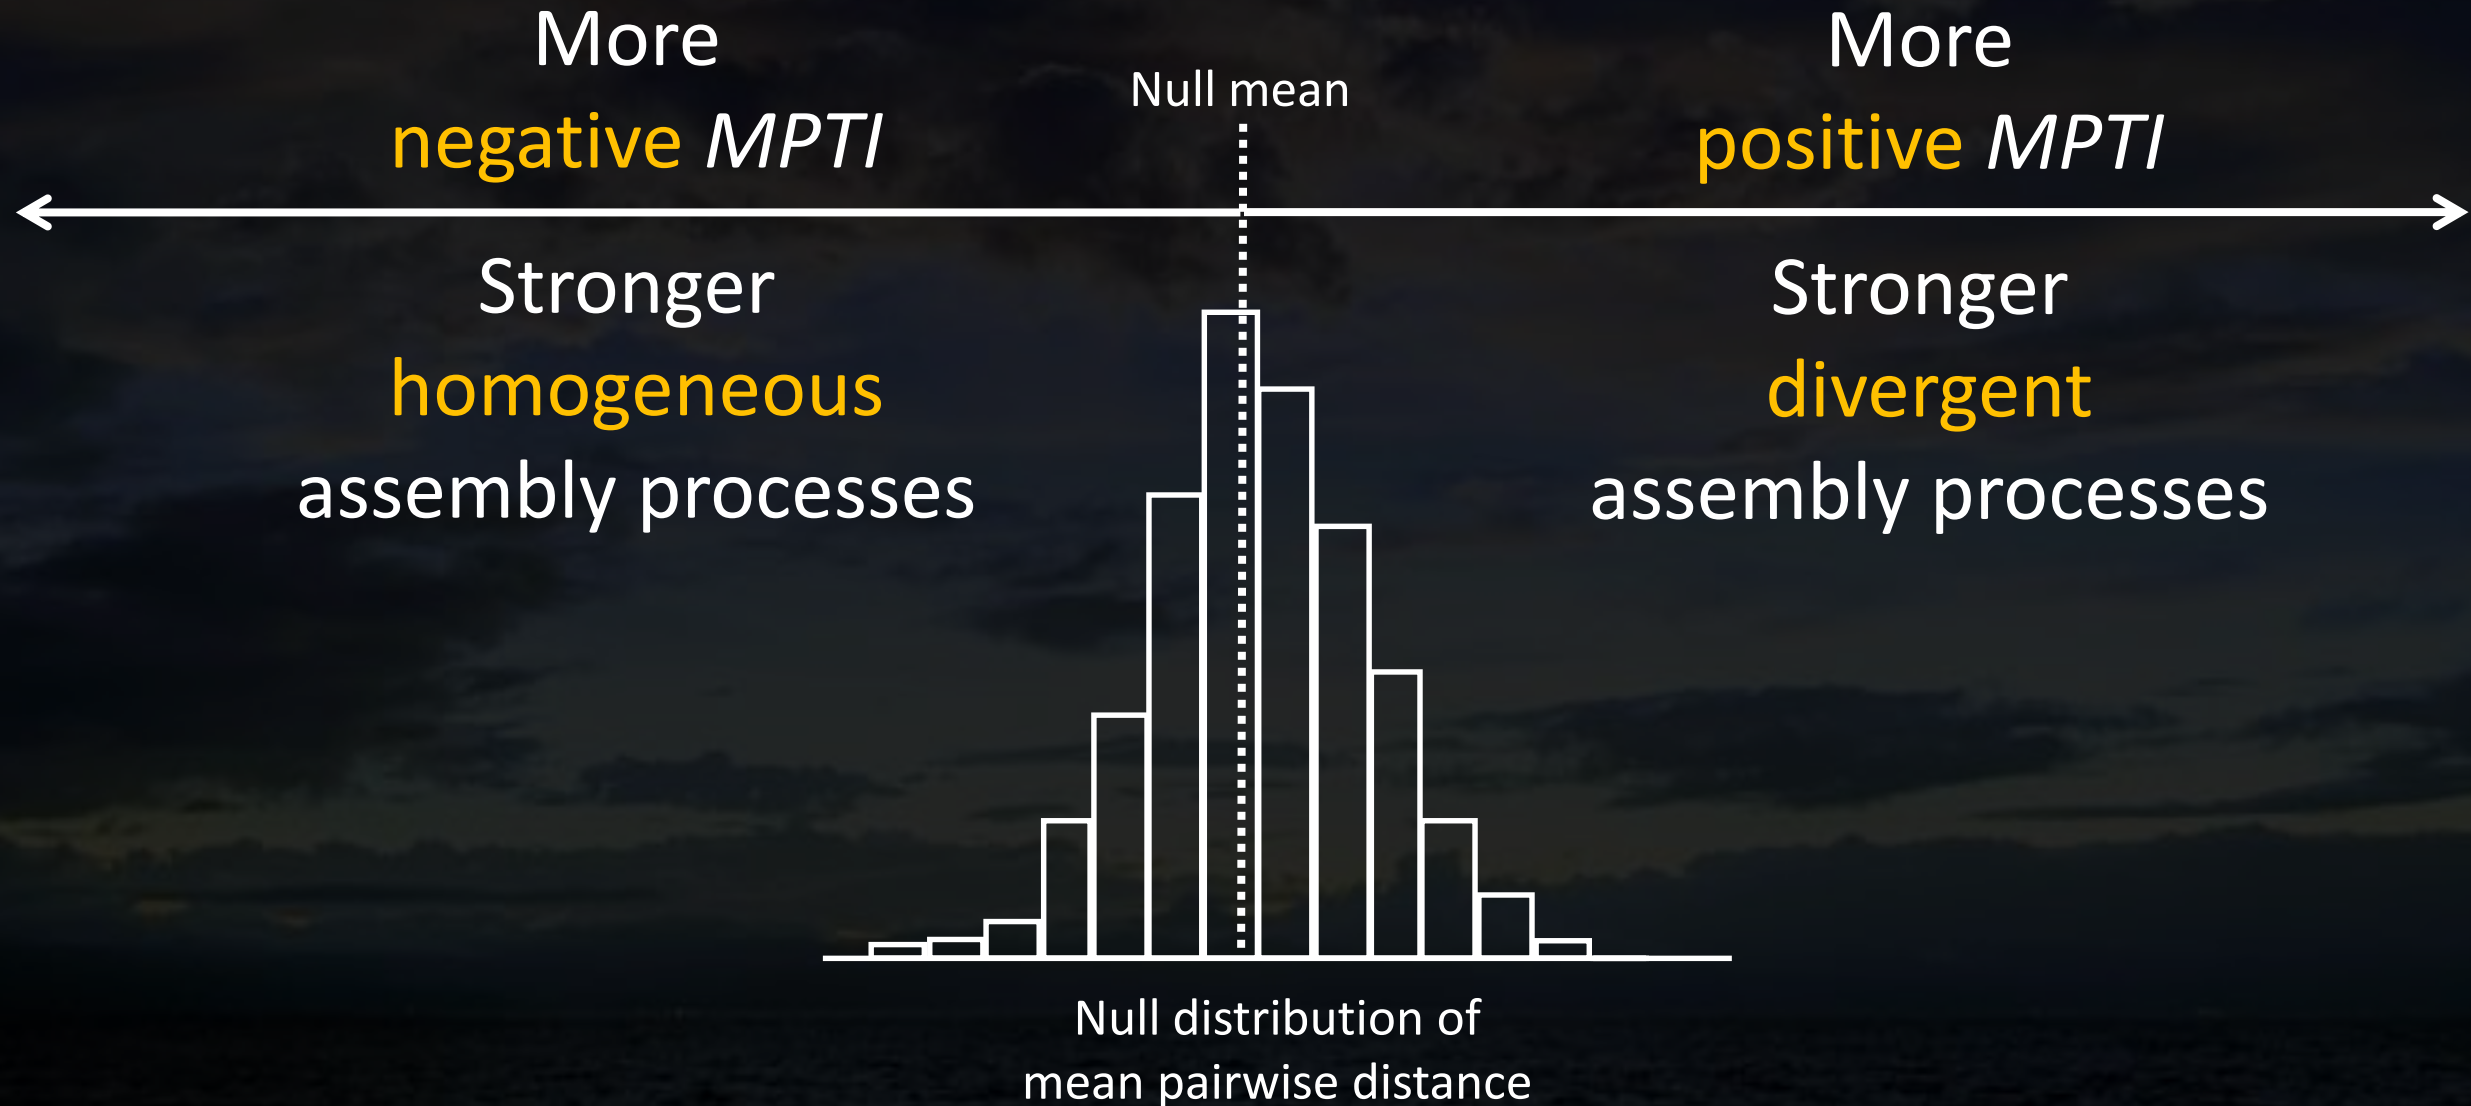 More
negative MPTI
Null mean
More
positive MPTI
Stronger
homogeneous
assembly processes
Stronger
divergent
assembly processes
Null distribution of
mean pairwise distance